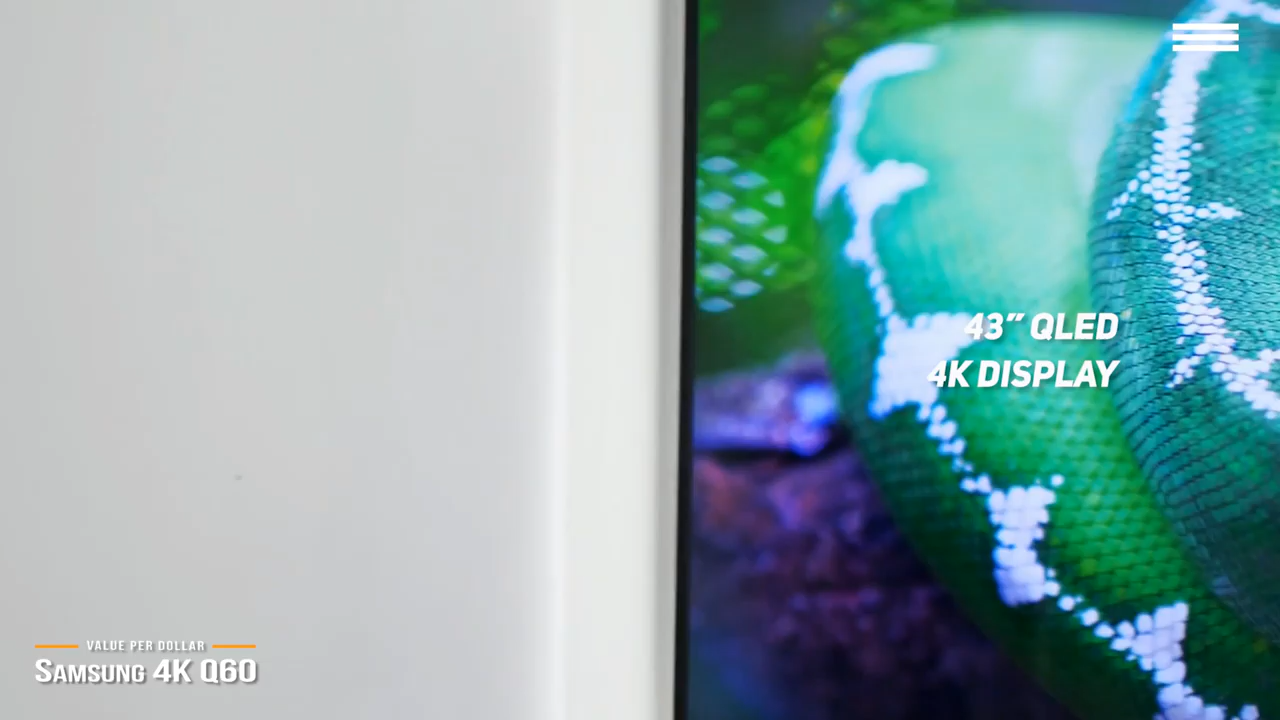 43” QLED
4K DISPLAY
VALUE PER DOLLAR
SAMSUNG 4K Q60